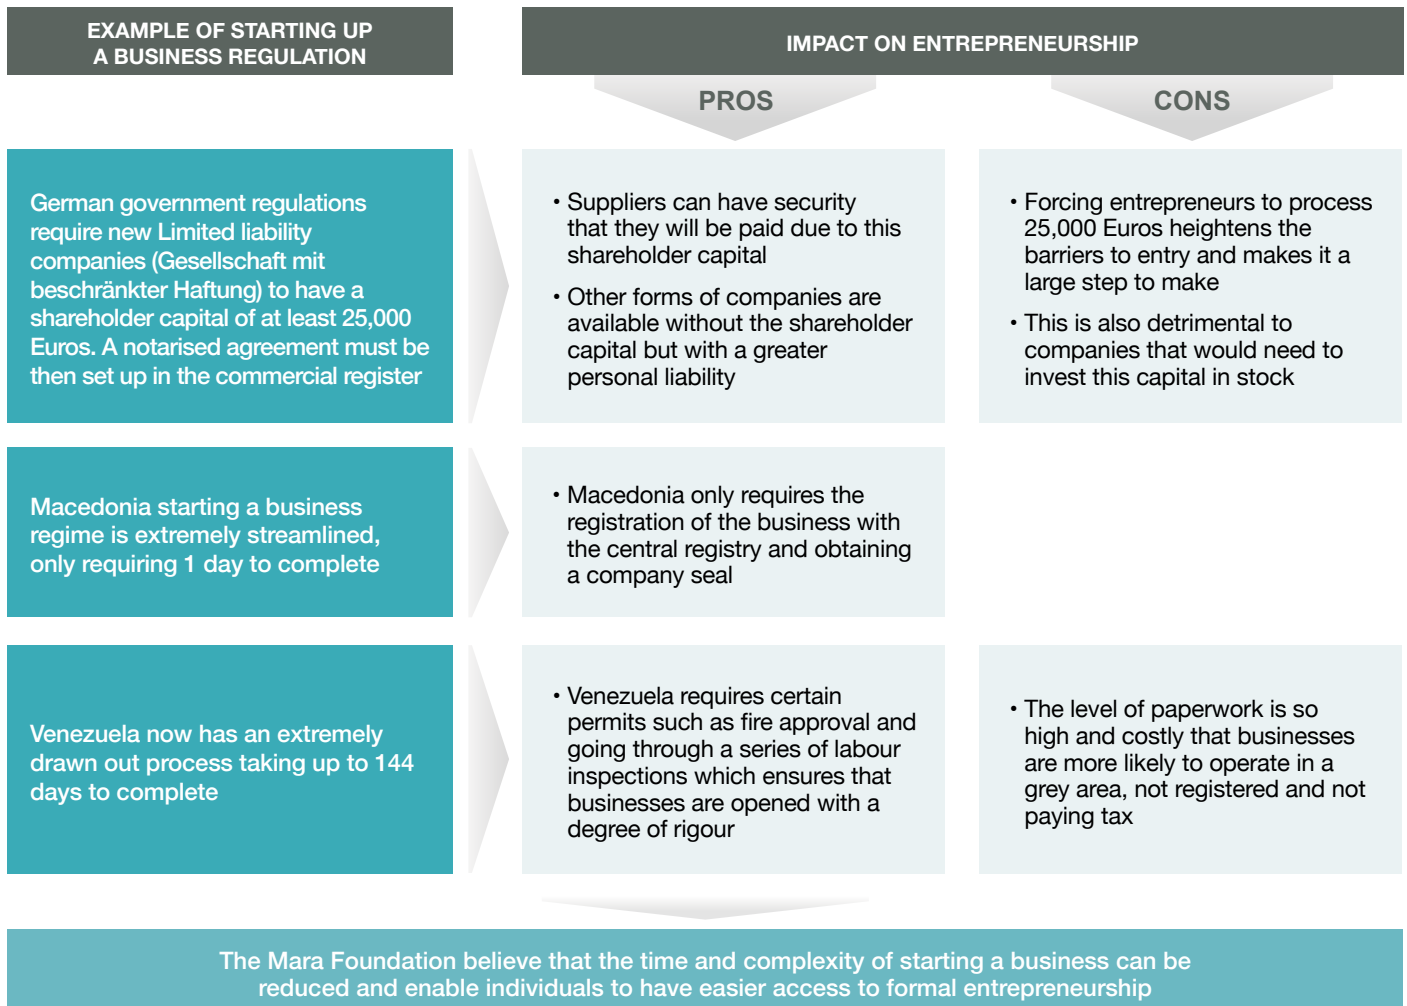 EXAMPLE OF STARTING UP
A BUSINESS REGULATION
IMPACT ON ENTREPRENEURSHIP
PROS
CONS
German government regulations
require new Limited liability
companies (Gesellschaft mit
beschränkter Haftung) to have a
shareholder capital of at least 25,000
Euros. A notarised agreement must be
then set up in the commercial register
• Suppliers can have security
that they will be paid due to this
shareholder capital
• Other forms of companies are
available without the shareholder
capital but with a greater
personal liability
• Forcing entrepreneurs to process
25,000 Euros heightens the
barriers to entry and makes it a
large step to make
• This is also detrimental to
companies that would need to
invest this capital in stock
Macedonia starting a business
regime is extremely streamlined,
only requiring 1 day to complete
• Macedonia only requires the
registration of the business with
the central registry and obtaining
a company seal
Venezuela now has an extremely
drawn out process taking up to 144
days to complete
• Venezuela requires certain
permits such as fire approval and
going through a series of labour
inspections which ensures that
businesses are opened with a
degree of rigour
• The level of paperwork is so
high and costly that businesses
are more likely to operate in a
grey area, not registered and not
paying tax
The Mara Foundation believe that the time and complexity of starting a business can be
reduced and enable individuals to have easier access to formal entrepreneurship